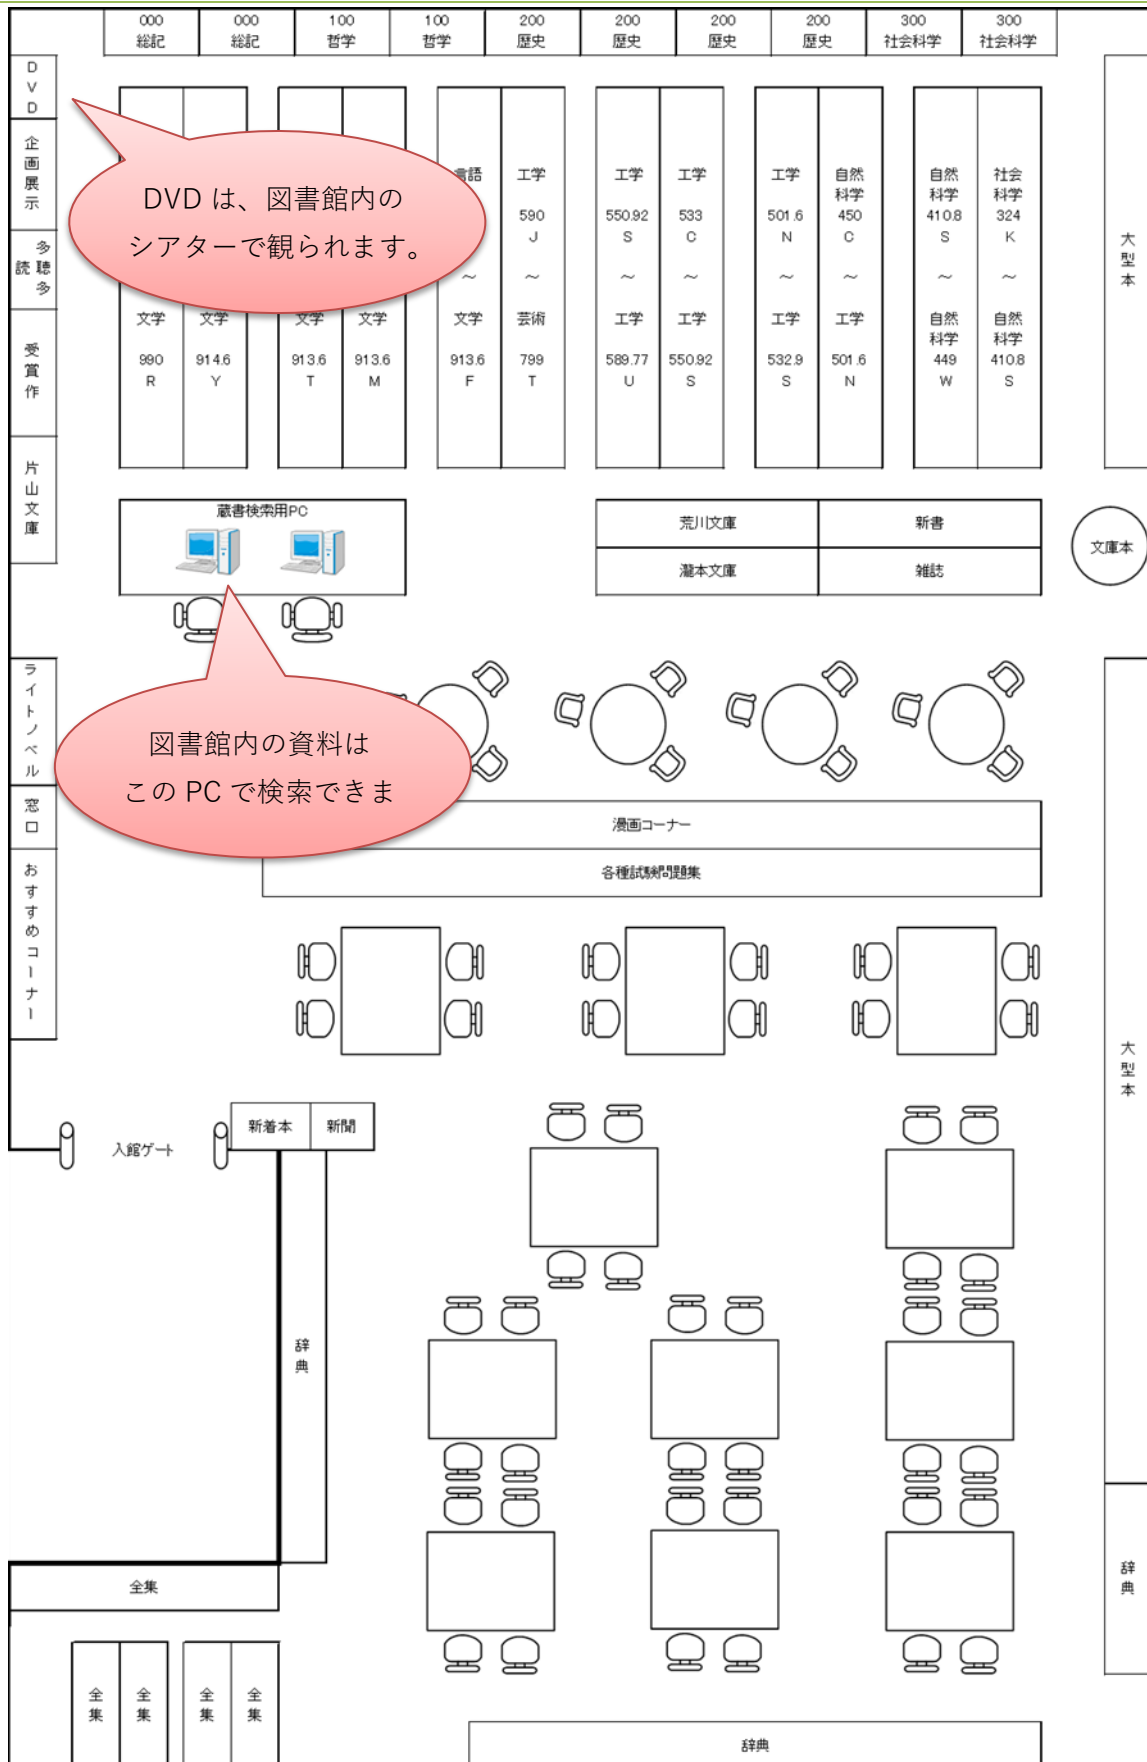 000 000 100 100 200 200 200 200 300 300
総記 総記 哲学 哲学 歴史 歴史 歴史 歴史 社会科学 社会科学
DVD
企画展示
多聴多読
受賞作
片山文庫
DVD は、図書館内の
シアターで観られます。
文学
990
R
文学
914.6
Y
文学
913.6
T
文学
913.6
M
言語
～
文学
913.6
F
工学
590
J
～
芸術
799
T
工学
550.92
S
～
工学
589.77
U
工学
533
C
～
工学
550.92
S
工学
501.6
N
～
工学
532.9
S
自然
科学
450
C
～
工学
501.6
N
自然
科学
410.8
S
～
自然
科学
449
W
社会
科学
324
K
～
自然
科学
410.8
S
大型本
蔵書検索用PC
荒川文庫 新書
瀧本文庫 雑誌
文庫本
ライトノベル
窓口
おすすめコーナー
図書館内の資料は
この PC で検索できま
漫画コーナー
各種試験問題集
大型本
新着本 新聞
入館ゲート
辞典
全集
辞典
全集 全集 全集 全集
辞典